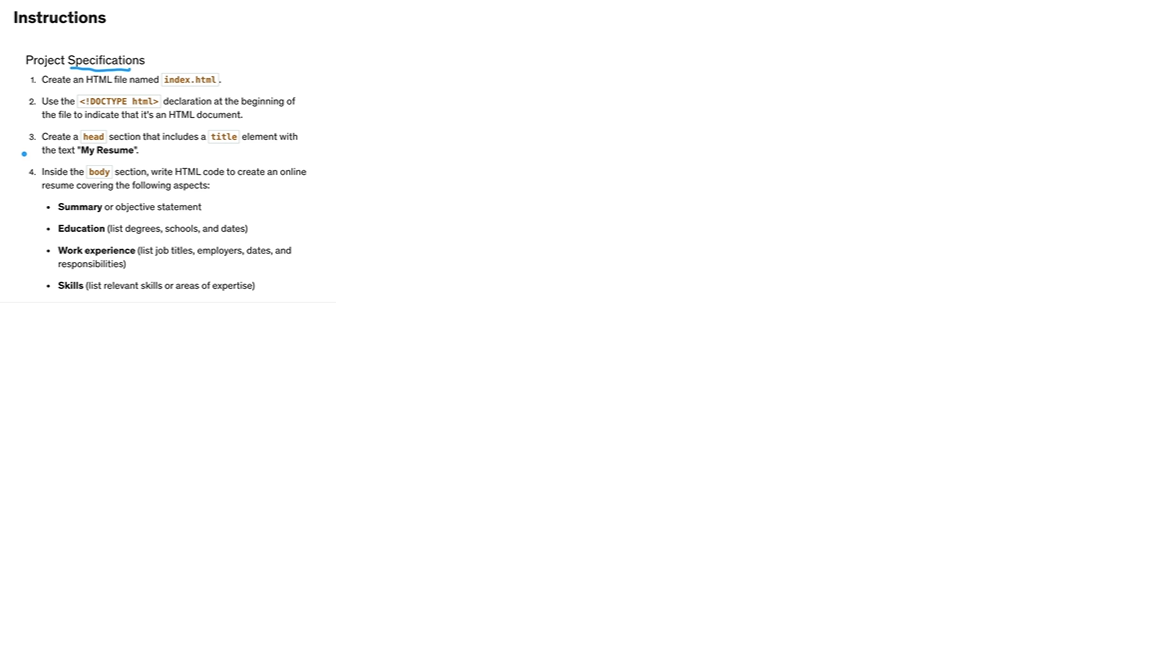 Instructions
Project Specifications
1. Create an HTML file named index.html.
2. Use the <!DOCTYPE html> declaration at the beginning of
the file to indicate that it's an HTML document.
3. Create a head section that includes a title element with
the text "My Resume".
4. Inside the body section, write HTML code to create an online
resume covering the following aspects:
• Summary or objective statement
• Education (list degrees, schools, and dates)
• Work experience (list job titles, employers, dates, and
responsibilities)
• Skills (list relevant skills or areas of expertise)